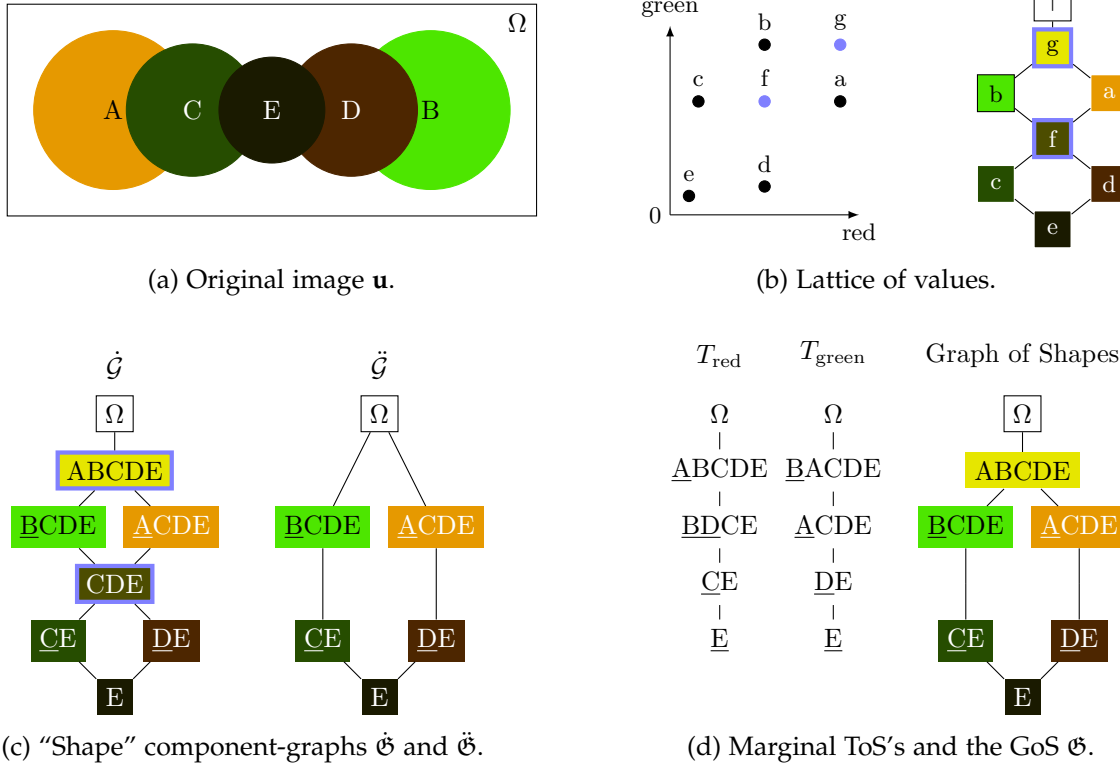 Ω
A C E D B
(a) Original image u.
green
b g
c f a
e d
0
red
g
b a
f
c d
e
(b) Lattice of values.
𝒢̇ 𝒢̈
Ω Ω
ABCDE
BCDE ACDE BCDE ACDE
CDE
CE DE CE DE
E E
(c) “Shape” component-graphs 𝔊̇ and 𝔊̈.
T_red T_green Graph of Shapes
Ω Ω Ω
ABCDE BACDE ABCDE
BDCE ACDE BCDE ACDE
CE DE
E E CE DE
E
(d) Marginal ToS's and the GoS 𝔊.